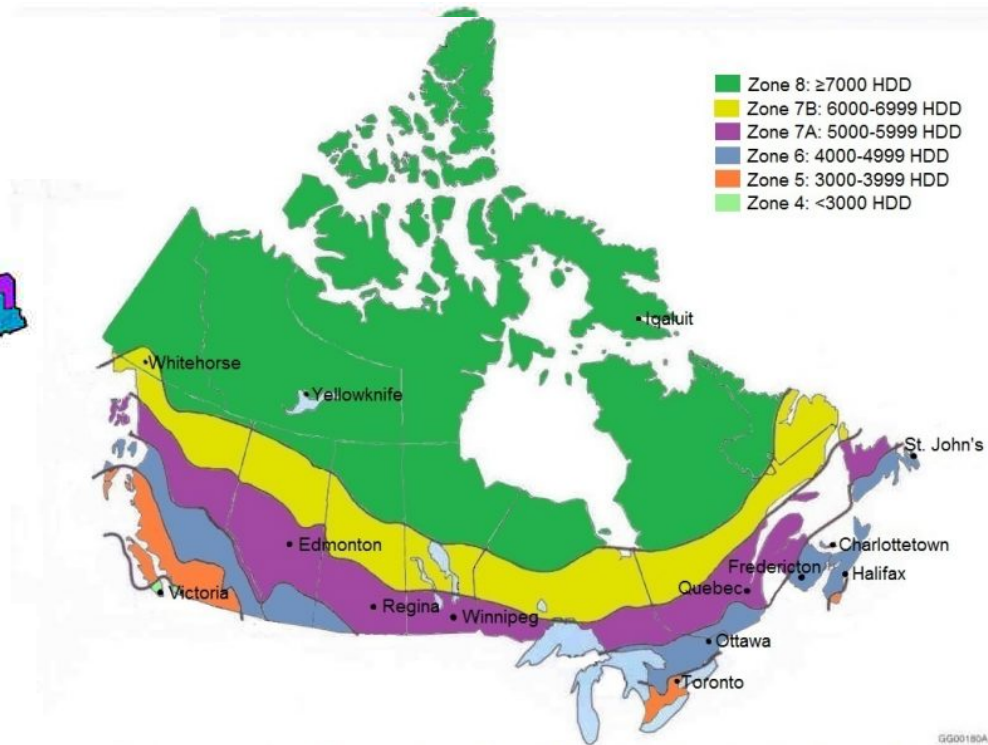 Zone 8: ≥7000 HDD
Zone 7B: 6000-6999 HDD
Zone 7A: 5000-5999 HDD
Zone 6: 4000-4999 HDD
Zone 5: 3000-3999 HDD
Zone 4: <3000 HDD
Iqaluit
Whitehorse
Yellowknife
St. John's
Edmonton
Charlottetown
Fredericton
Halifax
Quebec
Victoria
Regina
Winnipeg
Ottawa
Toronto
GG00180A